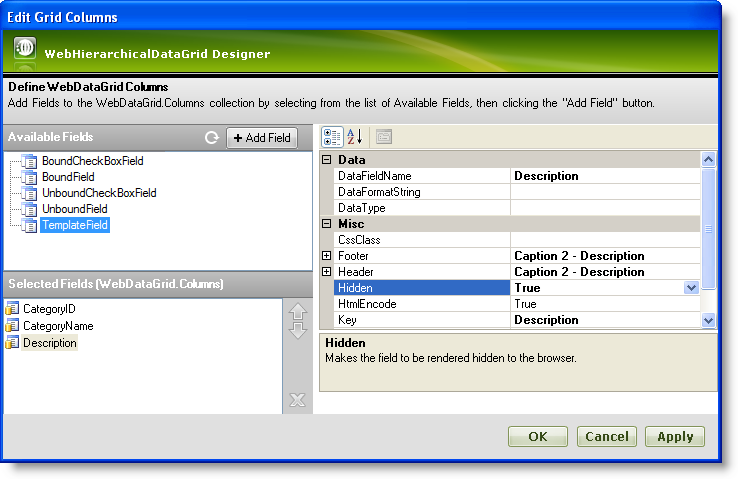 Edit Grid Columns
WebHierarchicalDataGrid Designer
Define WebDataGrid Columns
Add Fields to the WebDataGrid.Columns collection by selecting from the list of Available Fields, then clicking the "Add Field" button.
Available Fields
+ Add Field
BoundCheckBoxField
BoundField
UnboundCheckBoxField
UnboundField
TemplateField
Selected Fields (WebDataGrid.Columns)
CategoryID
CategoryName
Description
Data
DataFieldName Description
DataFormatString
DataType
Misc
CssClass
Footer Caption 2 - Description
Header Caption 2 - Description
Hidden True
HtmlEncode True
Key Description
Hidden
Makes the field to be rendered hidden to the browser.
OK Cancel Apply